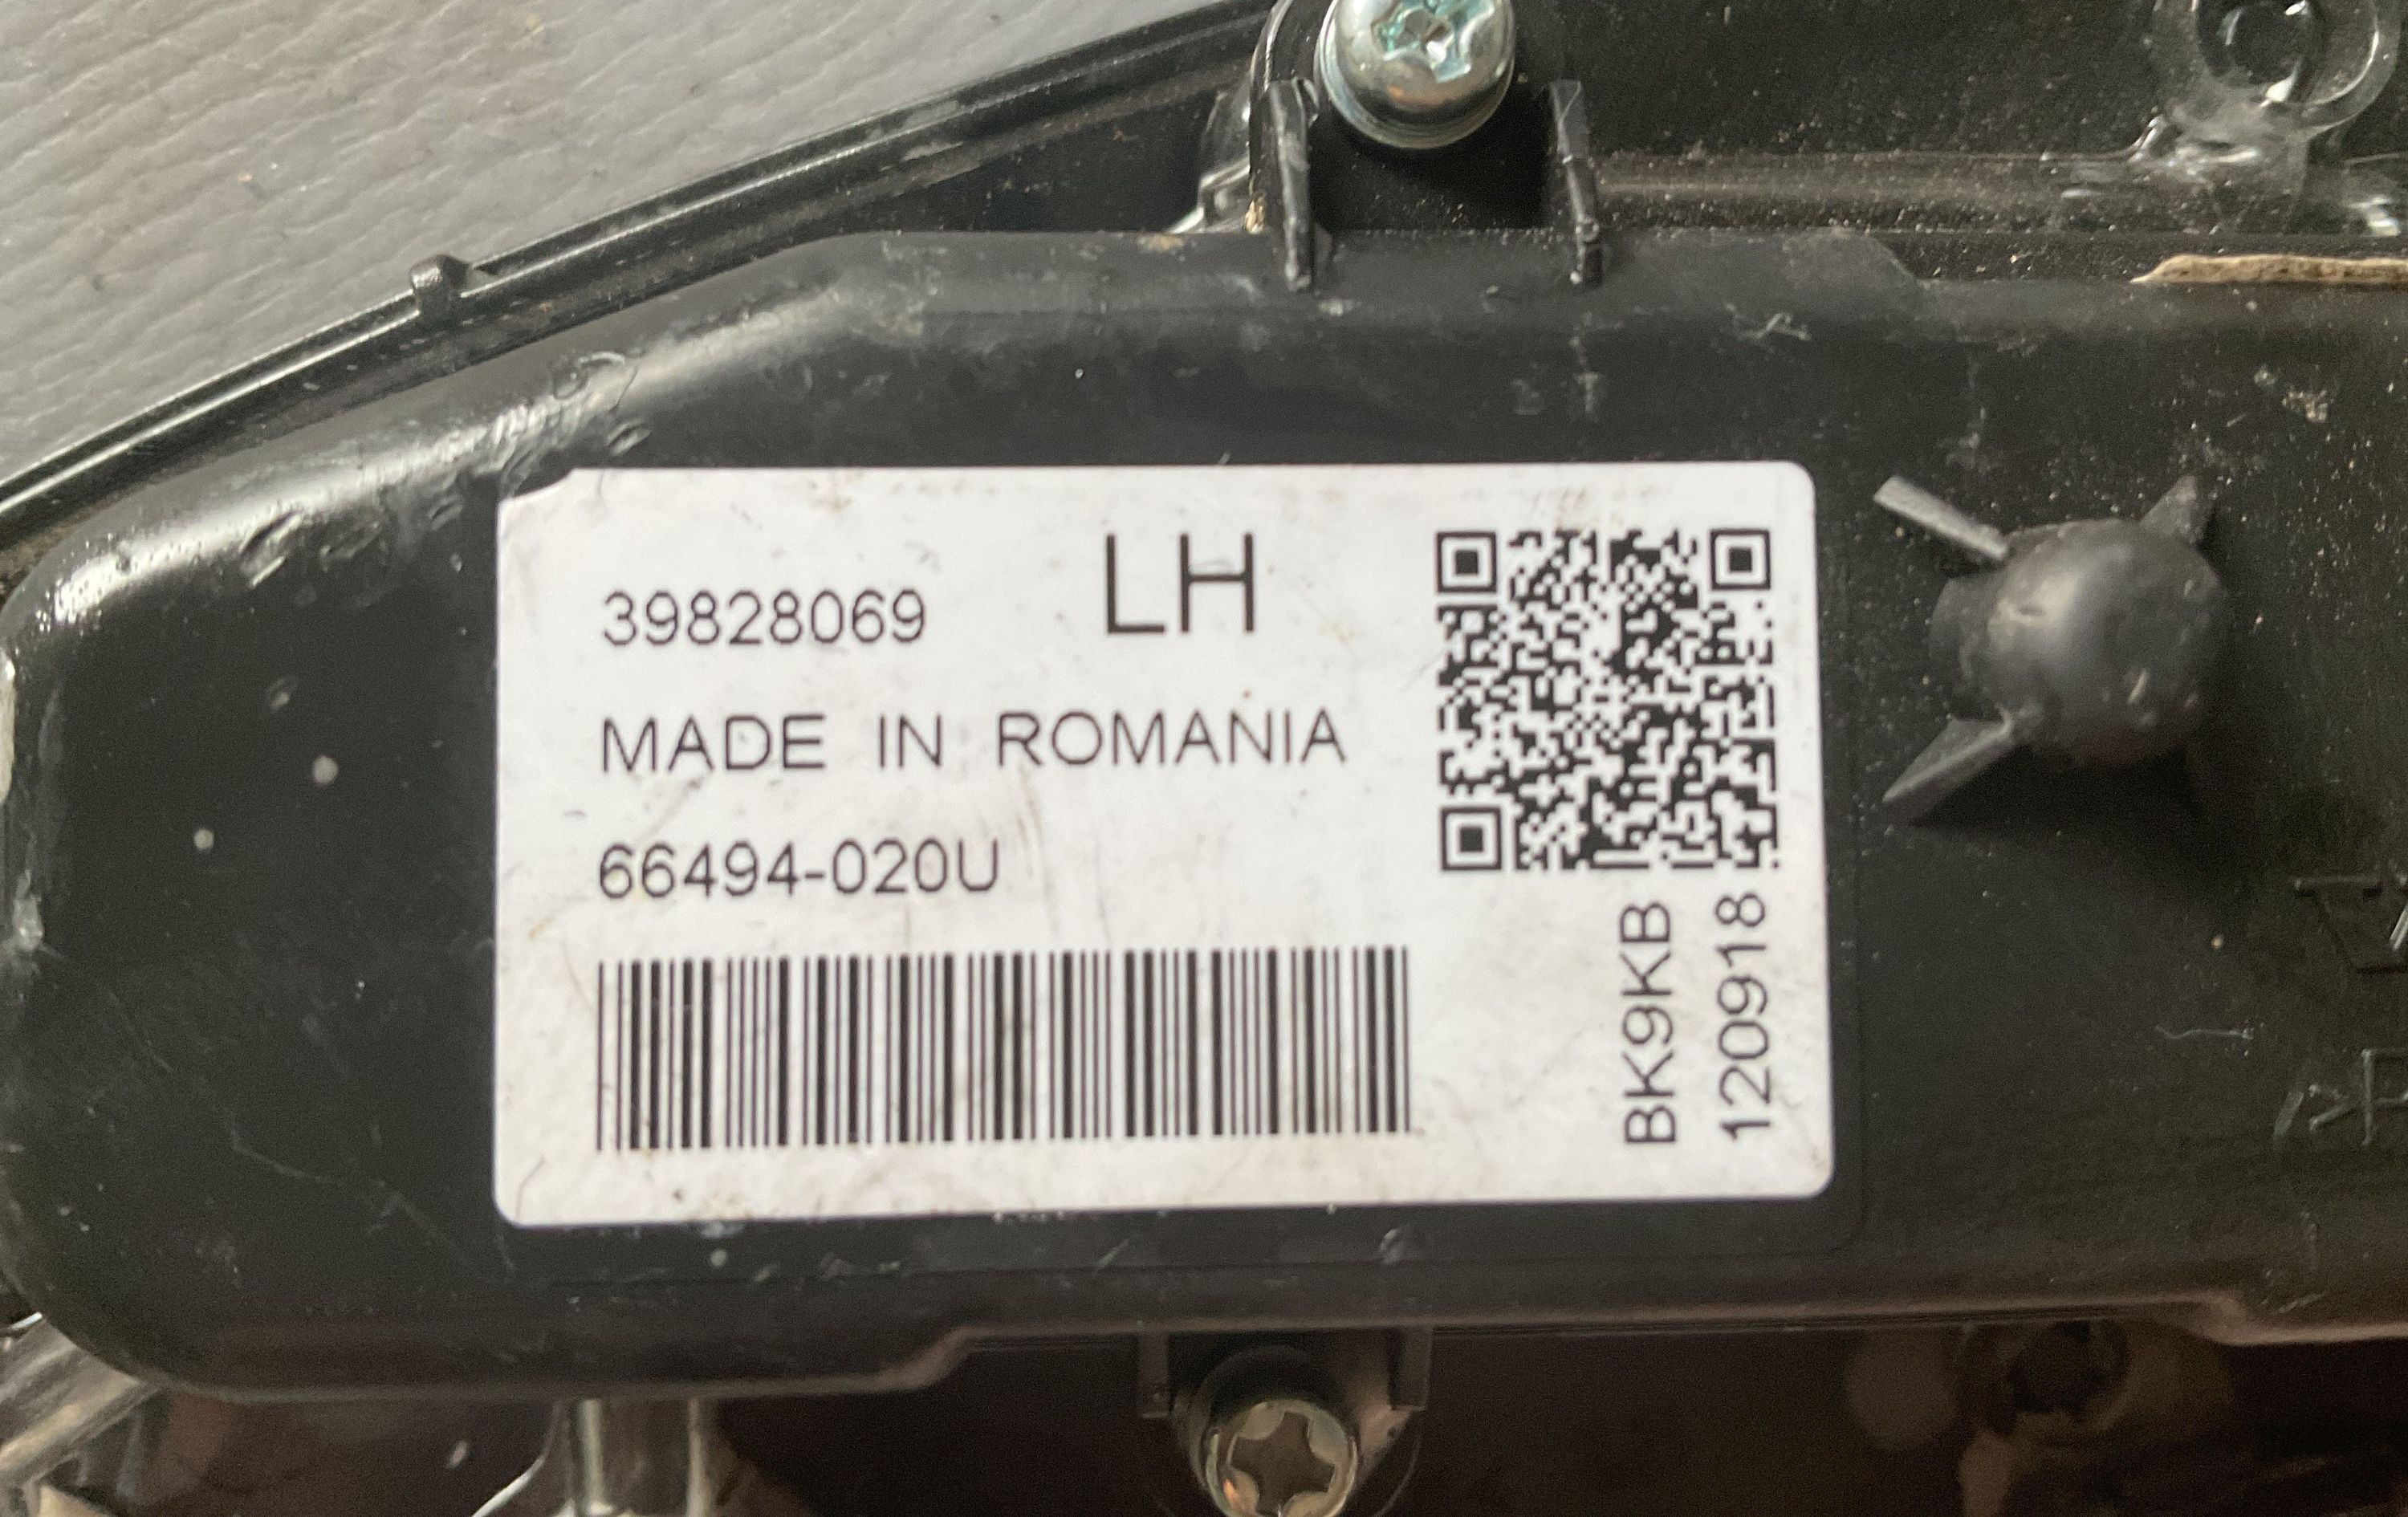 39828069 LH
MADE IN ROMANIA
66494-020U
BK9KB
120918